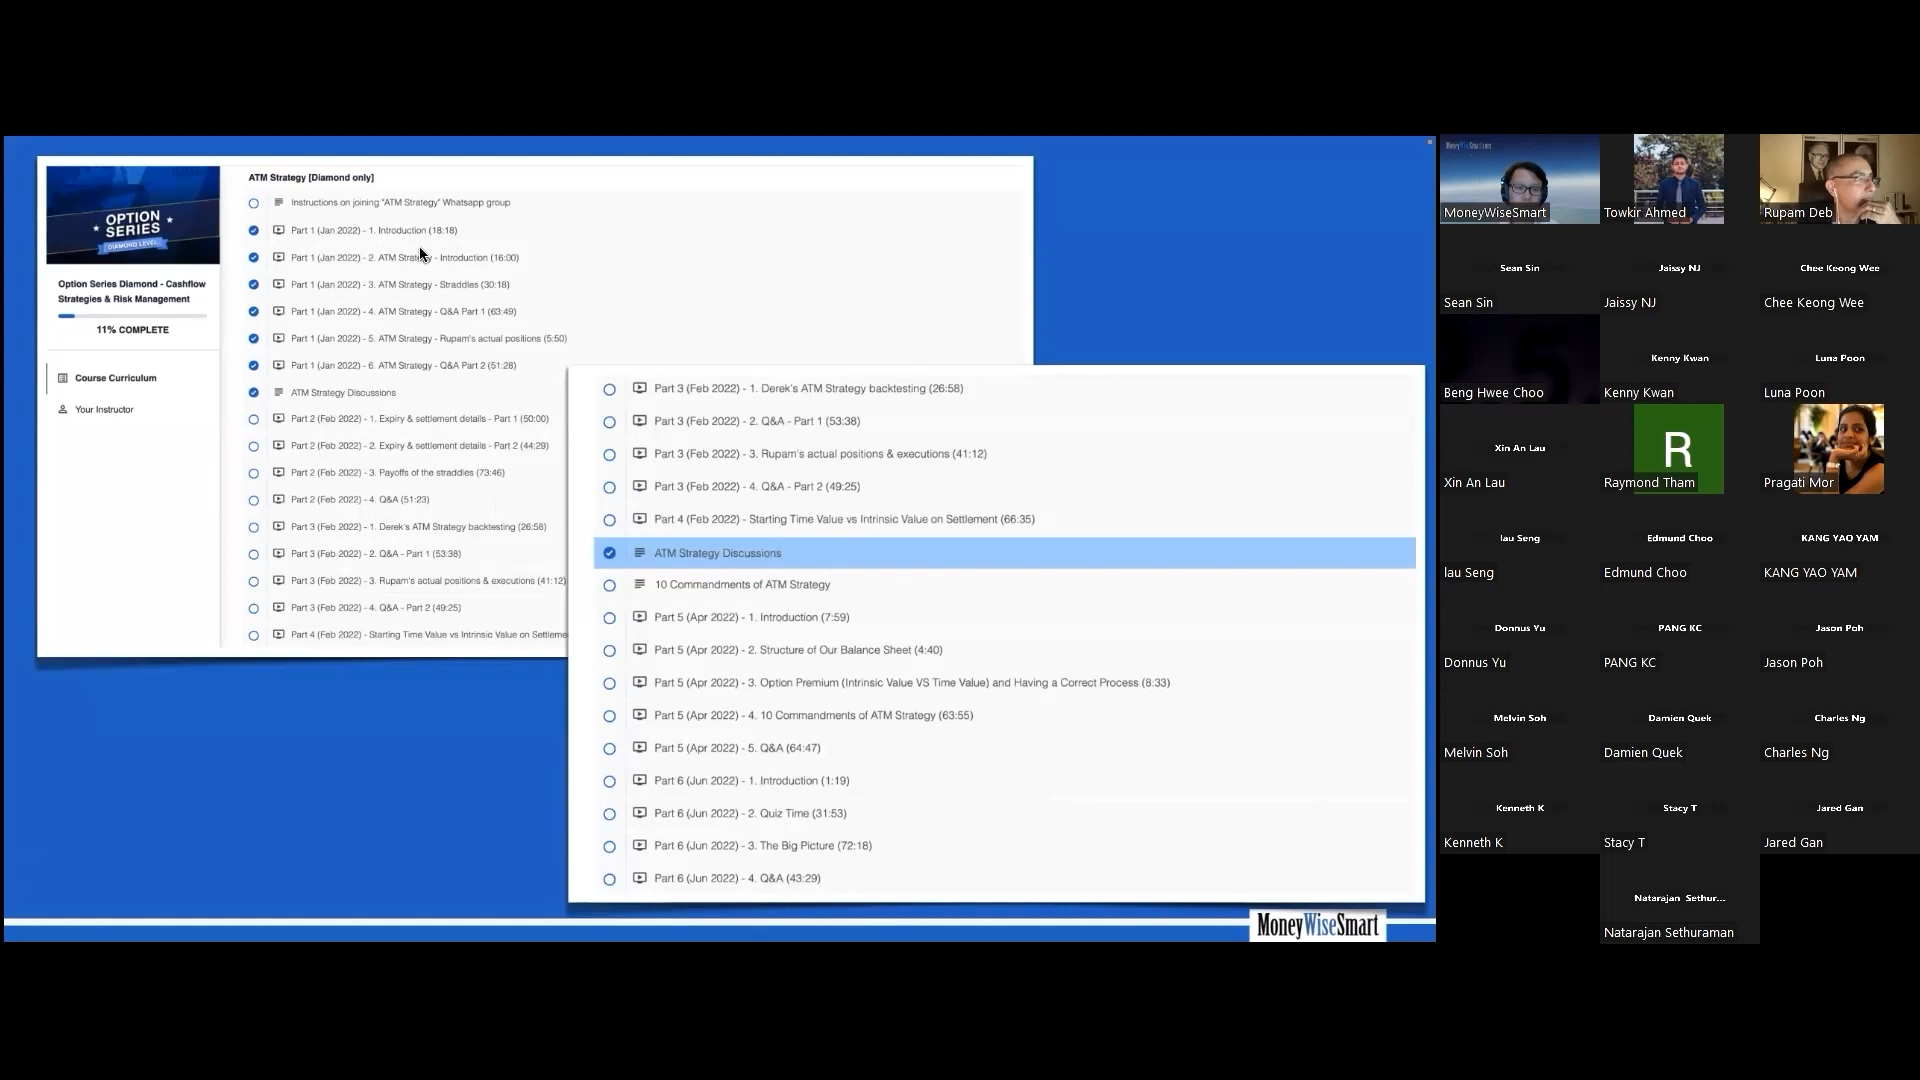 OPTION
SERIES
DIAMOND LEVEL
Option Series Diamond - Cashflow
Strategies & Risk Management
11% COMPLETE
Course Curriculum
Your Instructor
ATM Strategy [Diamond only]
Instructions on joining "ATM Strategy" Whatsapp group
Part 1 (Jan 2022) - 1. Introduction (18:18)
Part 1 (Jan 2022) - 2. ATM Strategy - Introduction (16:00)
Part 1 (Jan 2022) - 3. ATM Strategy - Straddles (30:18)
Part 1 (Jan 2022) - 4. ATM Strategy - Q&A Part 1 (63:49)
Part 1 (Jan 2022) - 5. ATM Strategy - Rupam's actual positions (5:50)
Part 1 (Jan 2022) - 6. ATM Strategy - Q&A Part 2 (51:28)
ATM Strategy Discussions
Part 2 (Feb 2022) - 1. Expiry & settlement details - Part 1 (50:00)
Part 2 (Feb 2022) - 2. Expiry & settlement details - Part 2 (44:29)
Part 2 (Feb 2022) - 3. Payoffs of the straddles (73:46)
Part 2 (Feb 2022) - 4. Q&A (51:23)
Part 3 (Feb 2022) - 1. Derek's ATM Strategy backtesting (26:58)
Part 3 (Feb 2022) - 2. Q&A - Part 1 (53:38)
Part 3 (Feb 2022) - 3. Rupam's actual positions & executions (41:12)
Part 3 (Feb 2022) - 4. Q&A - Part 2 (49:25)
Part 4 (Feb 2022) - Starting Time Value vs Intrinsic Value on Settleme
Part 3 (Feb 2022) - 1. Derek's ATM Strategy backtesting (26:58)
Part 3 (Feb 2022) - 2. Q&A - Part 1 (53:38)
Part 3 (Feb 2022) - 3. Rupam's actual positions & executions (41:12)
Part 3 (Feb 2022) - 4. Q&A - Part 2 (49:25)
Part 4 (Feb 2022) - Starting Time Value vs Intrinsic Value on Settlement (66:35)
ATM Strategy Discussions
10 Commandments of ATM Strategy
Part 5 (Apr 2022) - 1. Introduction (7:59)
Part 5 (Apr 2022) - 2. Structure of Our Balance Sheet (4:40)
Part 5 (Apr 2022) - 3. Option Premium (Intrinsic Value VS Time Value) and Having a Correct Process (8:33)
Part 5 (Apr 2022) - 4. 10 Commandments of ATM Strategy (63:55)
Part 5 (Apr 2022) - 5. Q&A (64:47)
Part 6 (Jun 2022) - 1. Introduction (1:19)
Part 6 (Jun 2022) - 2. Quiz Time (31:53)
Part 6 (Jun 2022) - 3. The Big Picture (72:18)
Part 6 (Jun 2022) - 4. Q&A (43:29)
MoneyWiseSmart
MoneyWiseSmart.com
MoneyWiseSmart
Towkir Ahmed
Rupam Deb
Sean Sin
Jaissy NJ
Chee Keong Wee
Sean Sin
Jaissy NJ
Chee Keong Wee
Kenny Kwan
Luna Poon
Beng Hwee Choo
Kenny Kwan
Luna Poon
Xin An Lau
R
Xin An Lau
Raymond Tham
Pragati Mor
lau Seng
Edmund Choo
KANG YAO YAM
lau Seng
Edmund Choo
KANG YAO YAM
Donnus Yu
PANG KC
Jason Poh
Donnus Yu
PANG KC
Jason Poh
Melvin Soh
Damien Quek
Charles Ng
Melvin Soh
Damien Quek
Charles Ng
Kenneth K
Stacy T
Jared Gan
Kenneth K
Stacy T
Jared Gan
Natarajan Sethur...
Natarajan Sethuraman